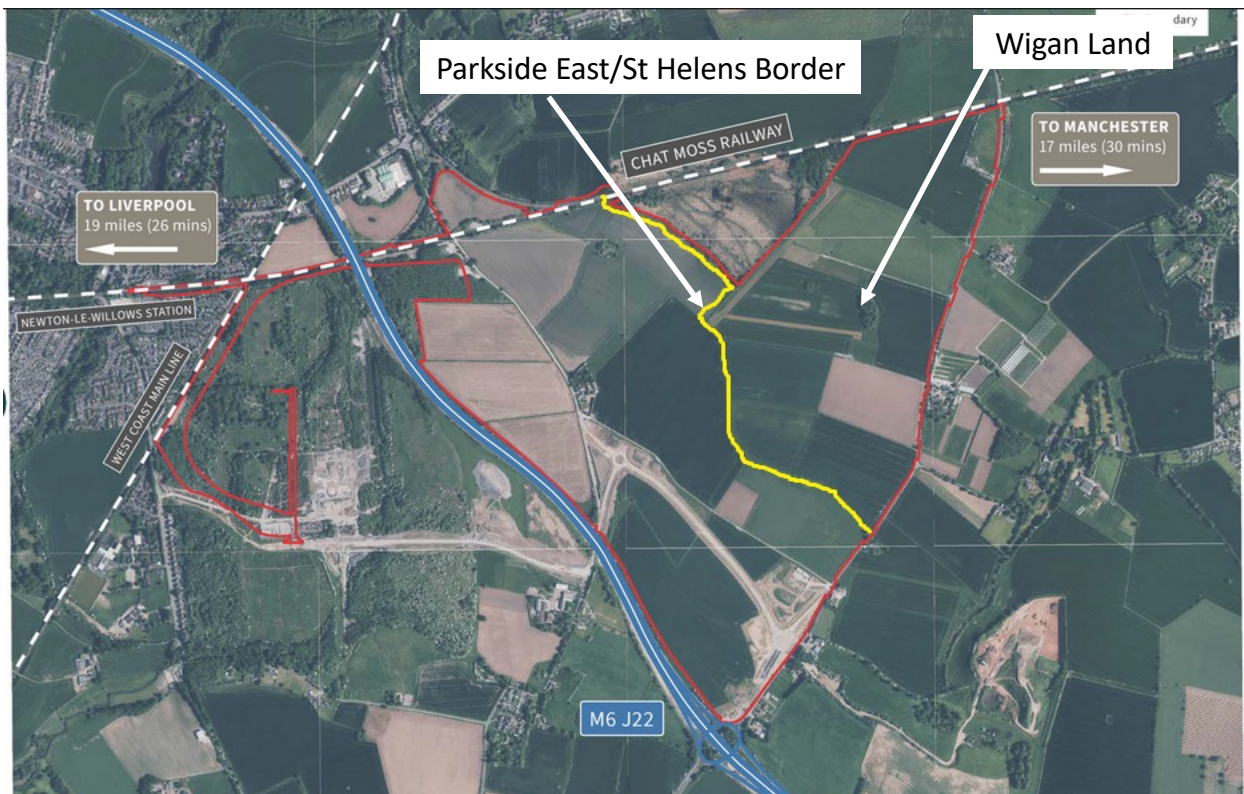 dary
Parkside East/St Helens Border
Wigan Land
CHAT MOSS RAILWAY
TO MANCHESTER
17 miles (30 mins)
TO LIVERPOOL
19 miles (26 mins)
NEWTON-LE-WILLOWS STATION
WEST COAST MAIN LINE
M6 J22